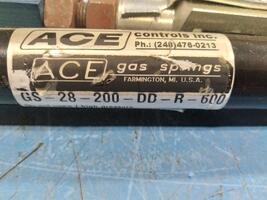 ACE controls inc.
Ph.: (248)476-0213
ACE gas springs
FARMINGTON, MI. U.S.A.
GS-28-200-DD-R-600